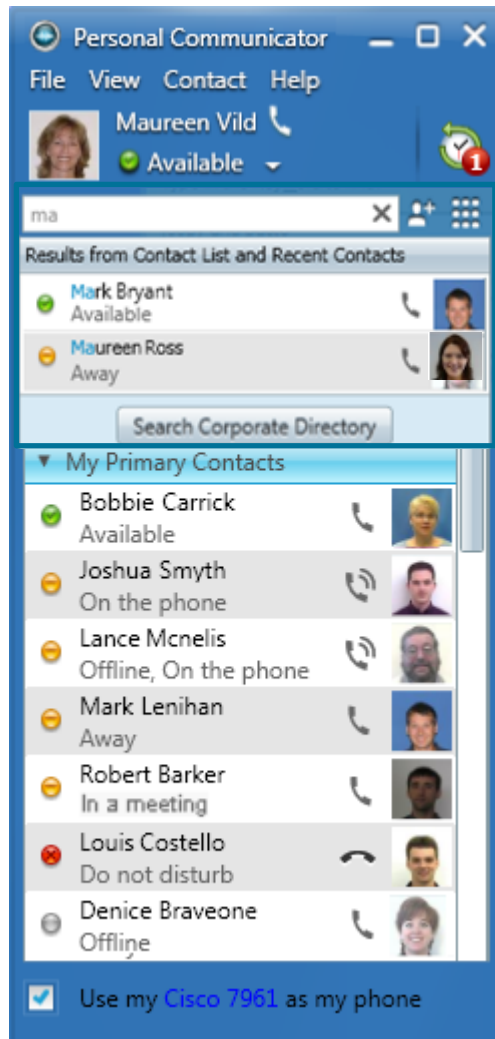 Personal Communicator
File View Contact Help
Maureen Vild
Available
1
ma
Results from Contact List and Recent Contacts
Mark Bryant
Available
Maureen Ross
Away
Search Corporate Directory
My Primary Contacts
Bobbie Carrick
Available
Joshua Smyth
On the phone
Lance Mcnelis
Offline, On the phone
Mark Lenihan
Away
Robert Barker
In a meeting
Louis Costello
Do not disturb
Denice Braveone
Offline
Use my Cisco 7961 as my phone